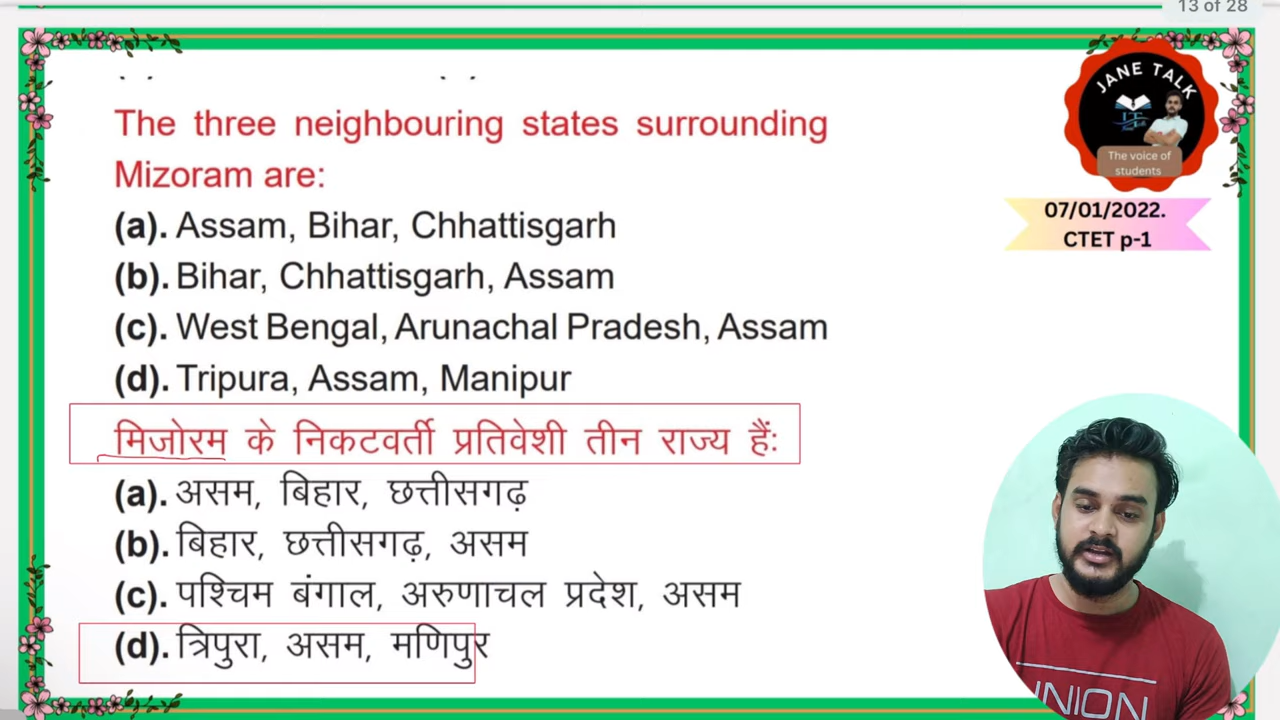 13 of 28
JANE TALK
The voice of
students
07/01/2022.
CTET p-1
The three neighbouring states surrounding
Mizoram are:
(a). Assam, Bihar, Chhattisgarh
(b). Bihar, Chhattisgarh, Assam
(c). West Bengal, Arunachal Pradesh, Assam
(d). Tripura, Assam, Manipur
मिजोरम के निकटवर्ती प्रतिवेशी तीन राज्य हैंः
(a). असम, बिहार, छत्तीसगढ़
(b). बिहार, छत्तीसगढ़, असम
(c). पश्चिम बंगाल, अरुणाचल प्रदेश, असम
(d). त्रिपुरा, असम, मणिपुर
UNION